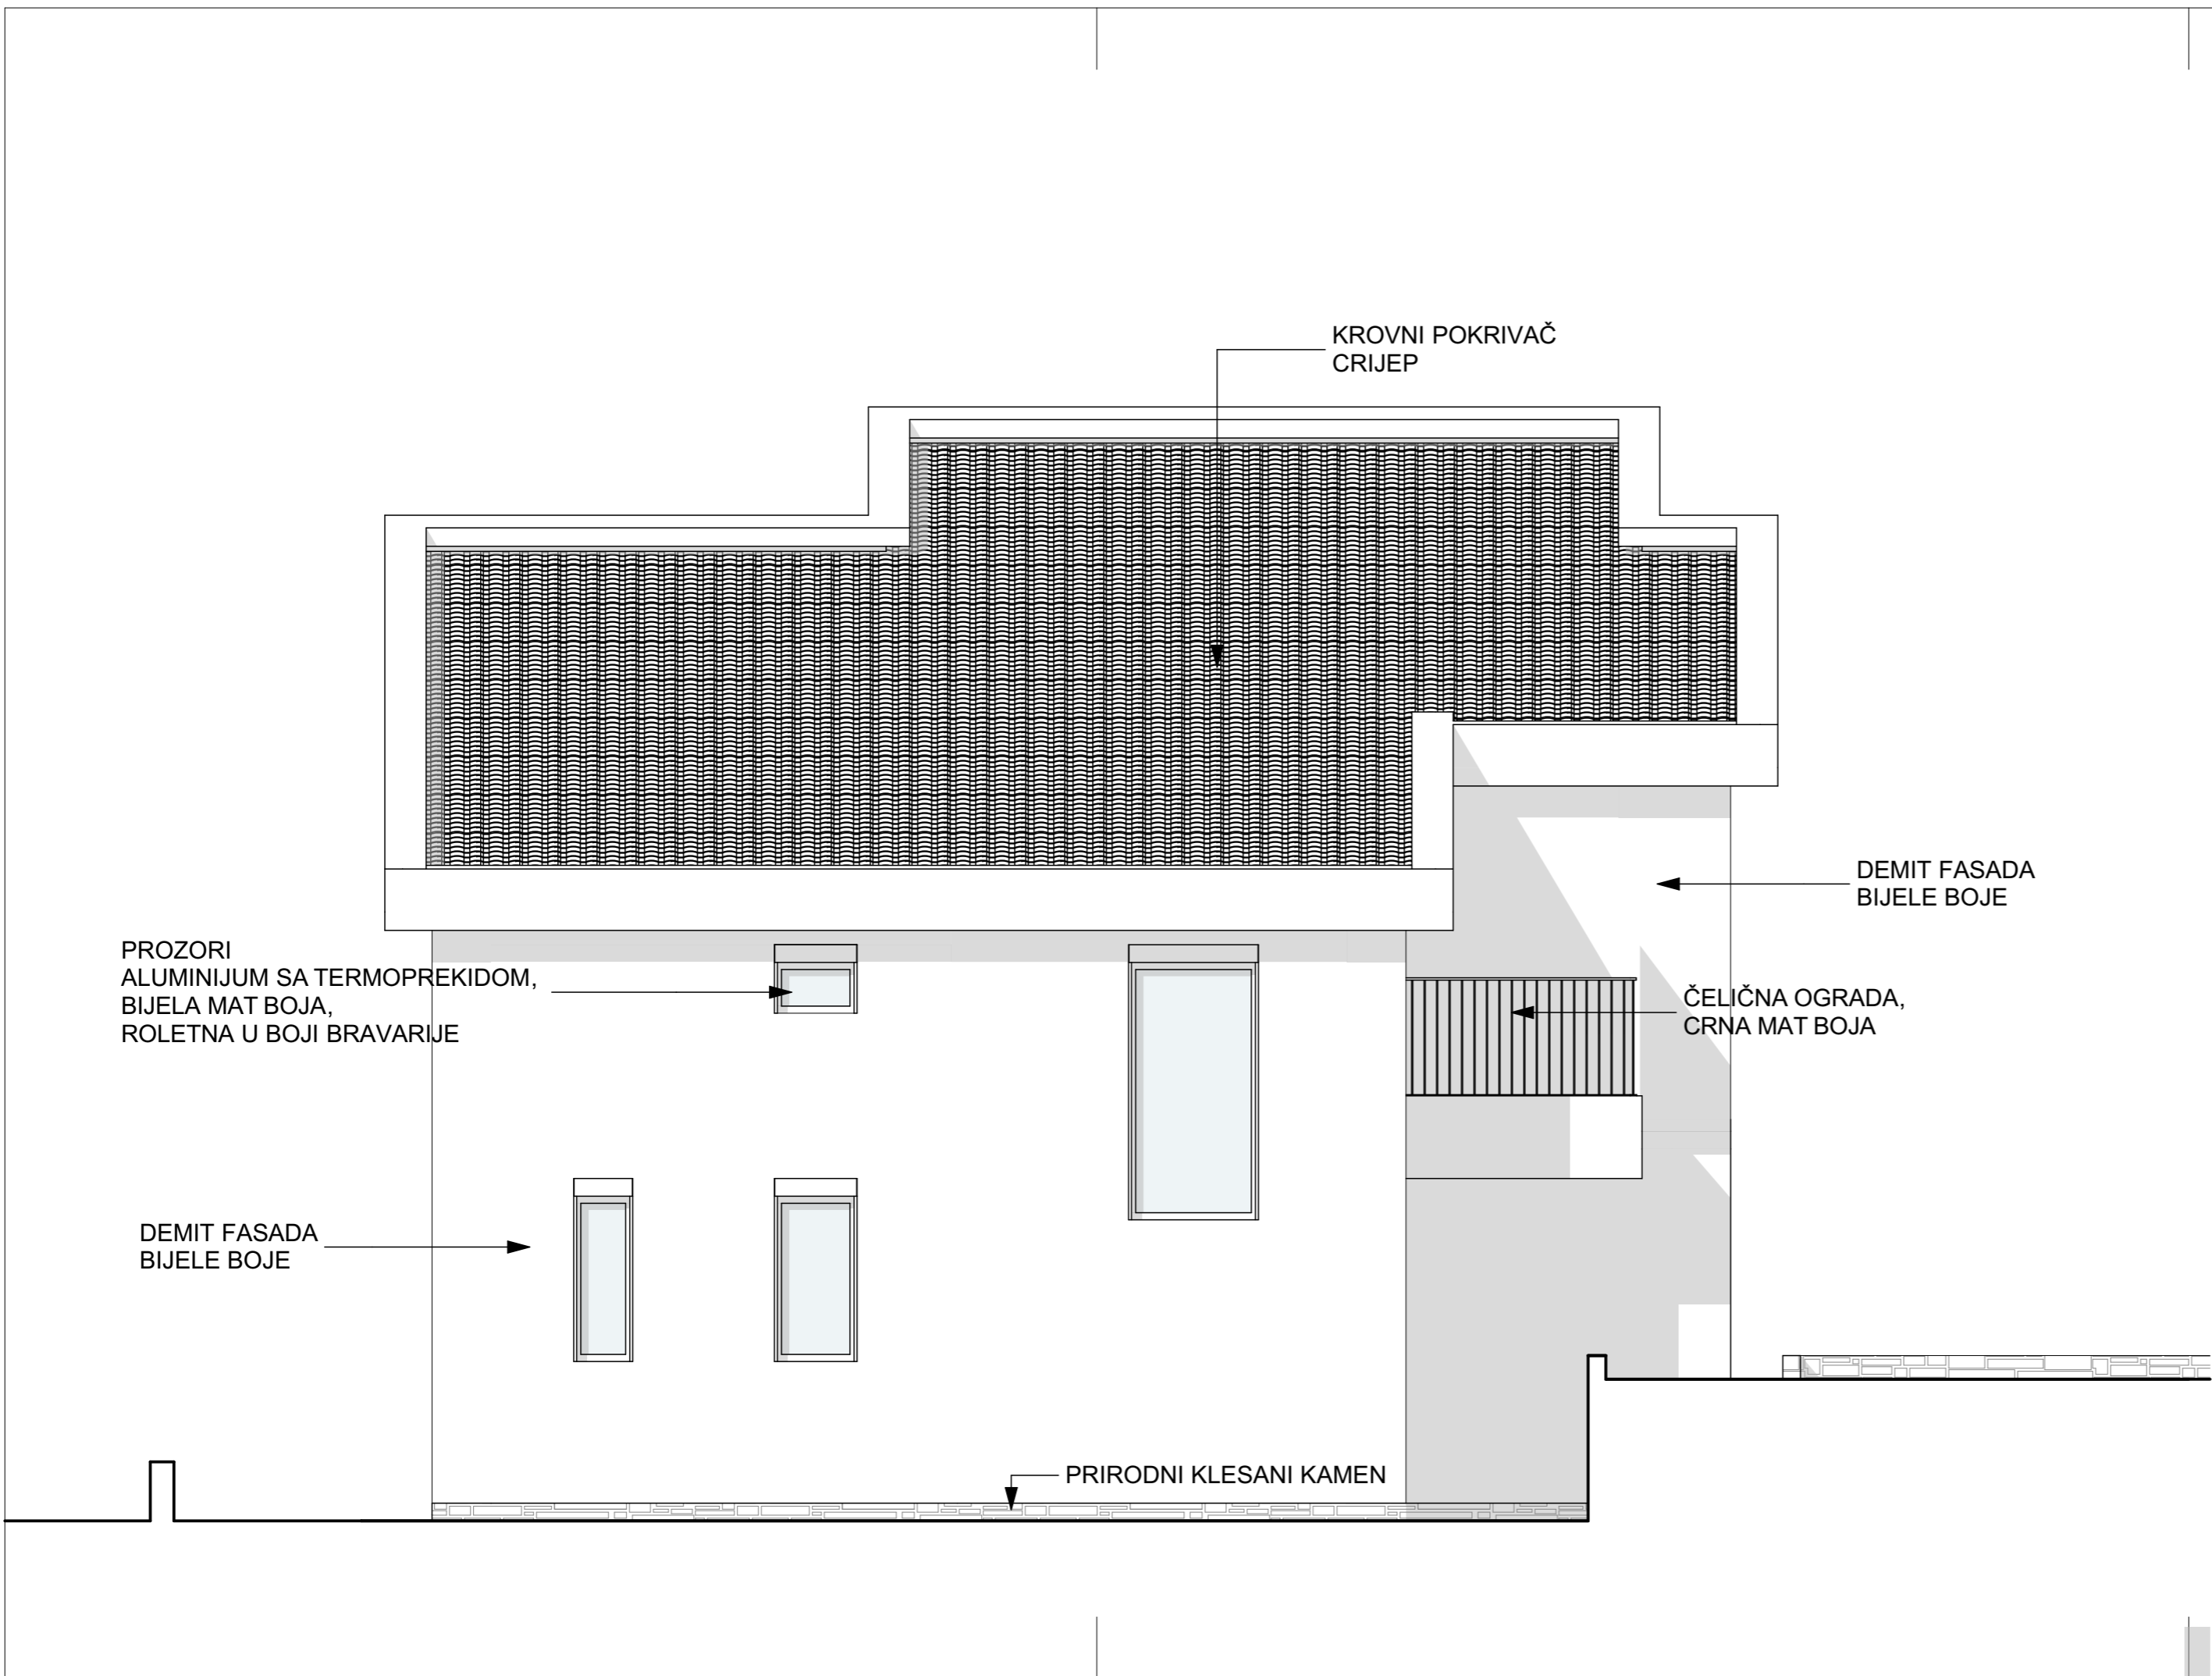 KROVNI POKRIVAČ
CRIJEP
DEMIT FASADA
BIJELE BOJE
PROZORI
ALUMINIJUM SA TERMOPREKIDOM,
BIJELA MAT BOJA,
ROLETNA U BOJI BRAVARIJE
ČELIČNA OGRADA,
CRNA MAT BOJA
DEMIT FASADA
BIJELE BOJE
PRIRODNI KLESANI KAMEN